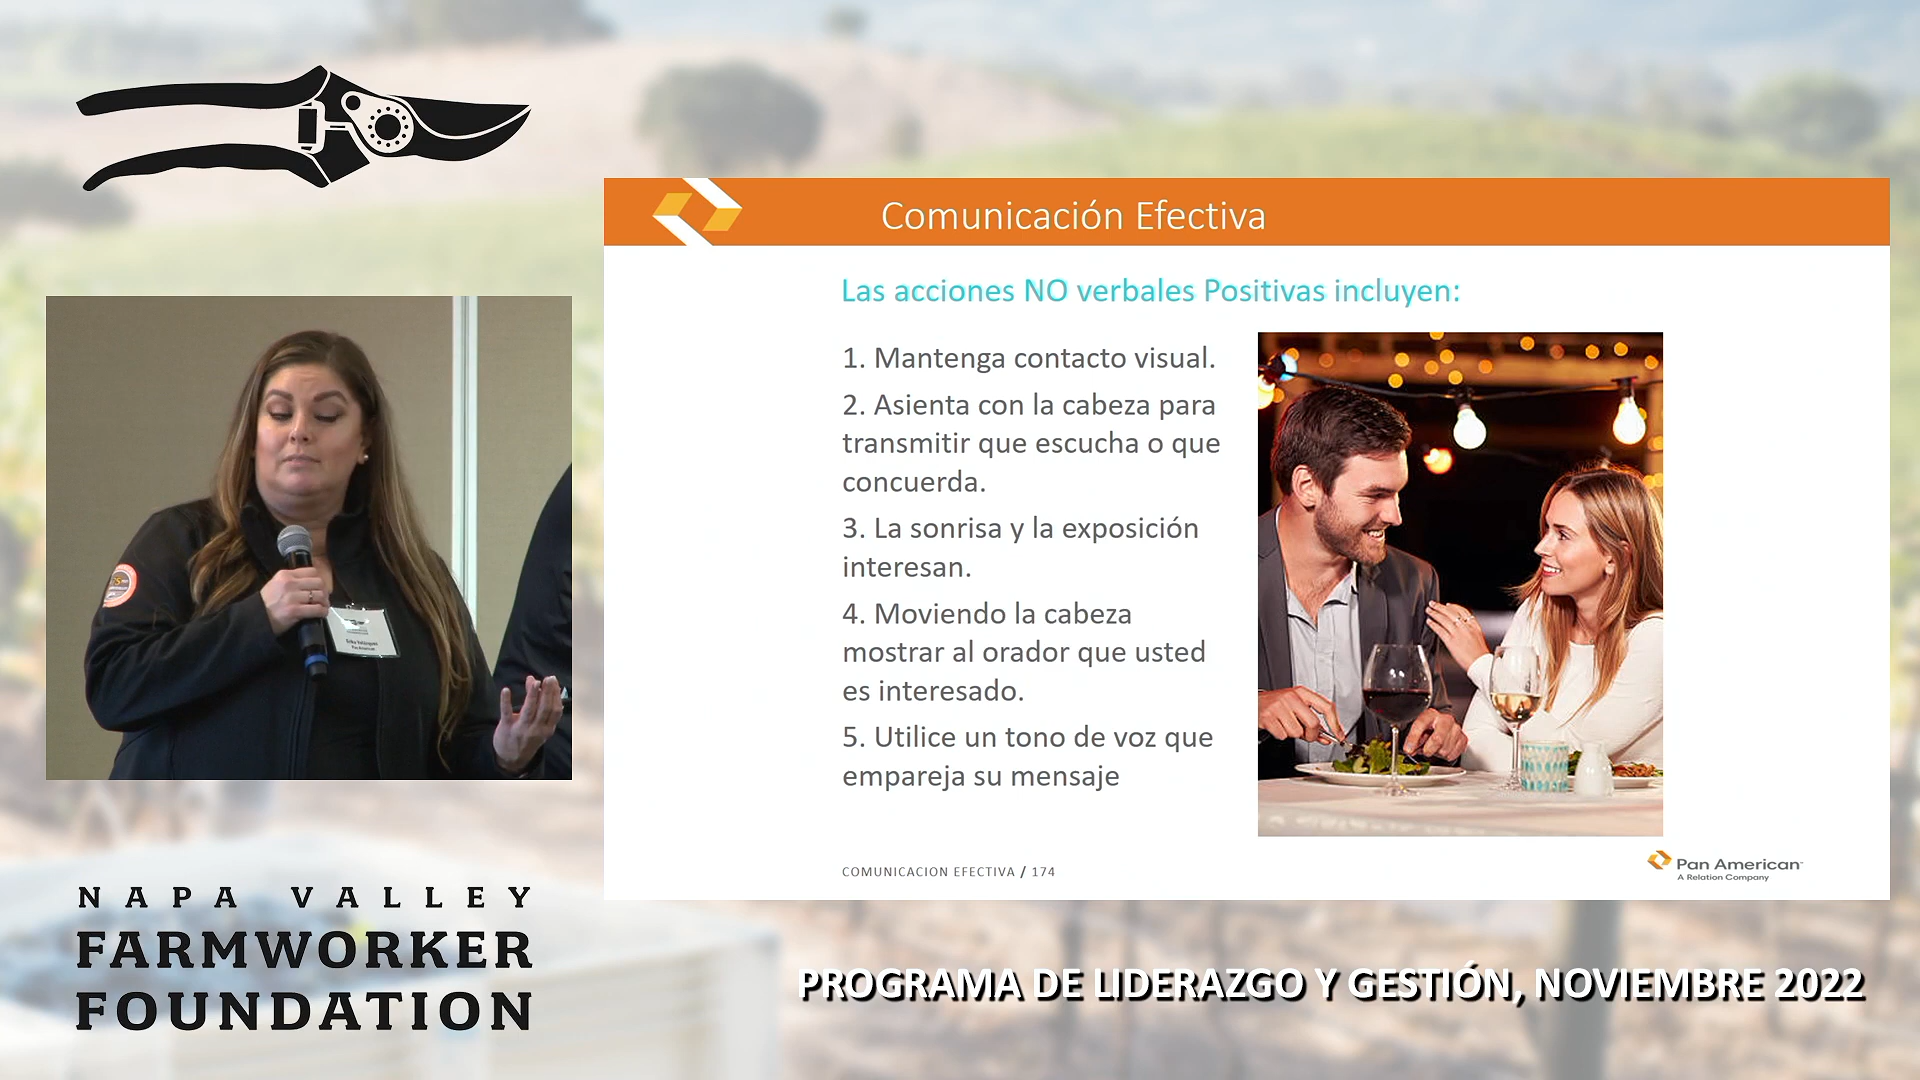 Comunicación Efectiva
Las acciones NO verbales Positivas incluyen:
1. Mantenga contacto visual.
2. Asienta con la cabeza para
transmitir que escucha o que
concuerda.
3. La sonrisa y la exposición
interesan.
4. Moviendo la cabeza
mostrar al orador que usted
es interesado.
5. Utilice un tono de voz que
empareja su mensaje
COMUNICACION EFECTIVA / 174
Pan American
A Relation Company
NAPA VALLEY
FARMWORKER
FOUNDATION
PROGRAMA DE LIDERAZGO Y GESTIÓN, NOVIEMBRE 2022